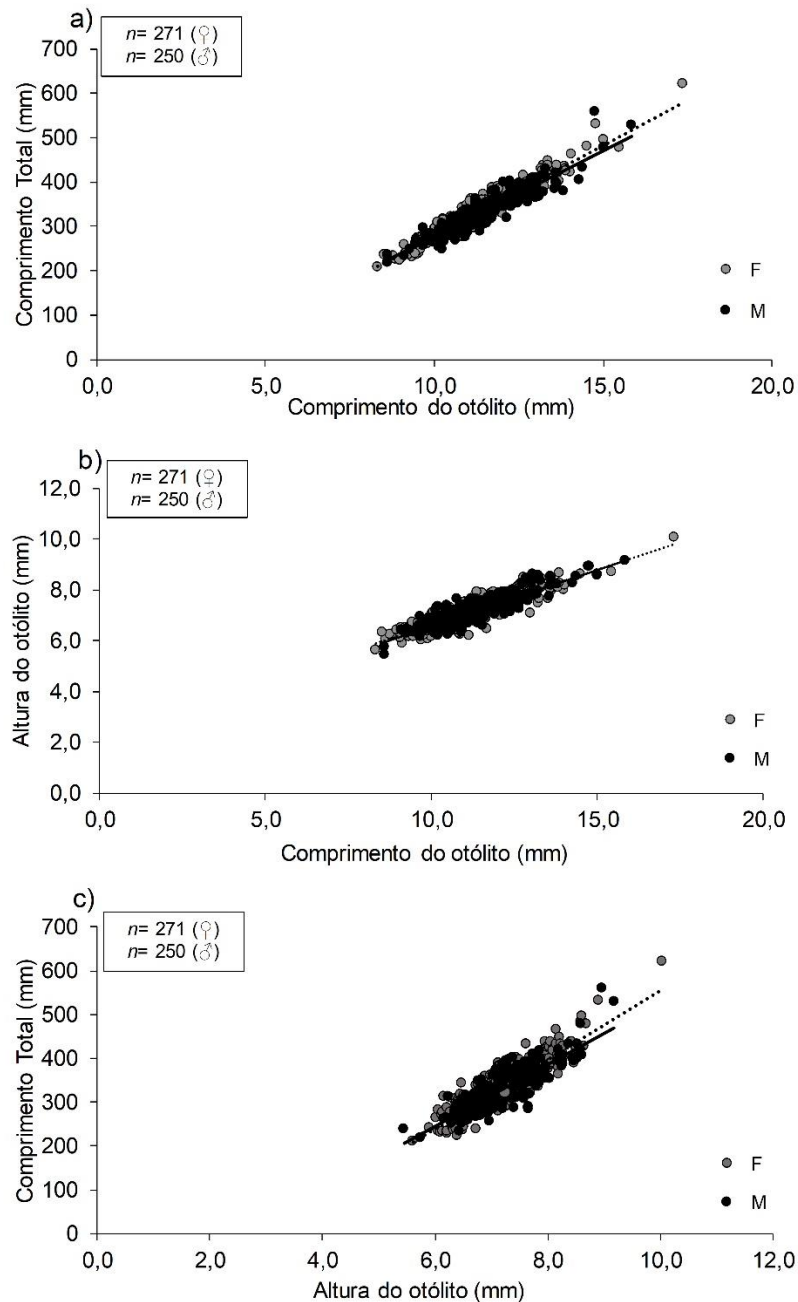 a)
n= 271 (♀)
n= 250 (♂)
Comprimento Total (mm)
700
600
500
400
300
200
100
0
0,0 5,0 10,0 15,0 20,0
Comprimento do otólito (mm)
F
M
b)
n= 271 (♀)
n= 250 (♂)
Altura do otólito (mm)
12,0
10,0
8,0
6,0
4,0
2,0
0,0
0,0 5,0 10,0 15,0 20,0
Comprimento do otólito (mm)
F
M
c)
n= 271 (♀)
n= 250 (♂)
Comprimento Total (mm)
700
600
500
400
300
200
100
0
0,0 2,0 4,0 6,0 8,0 10,0 12,0
Altura do otólito (mm)
F
M